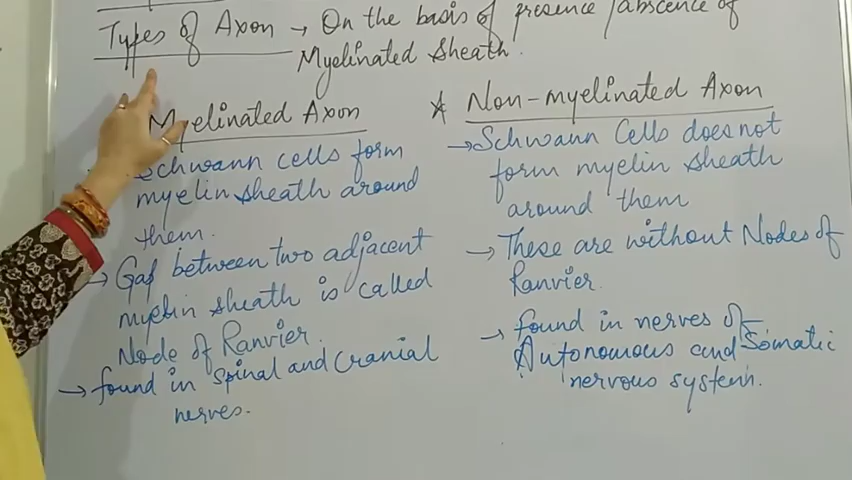 Types of Axon → On the basis of presence /abscence of
Myelinated Sheath.
Myelinated Axon
Schwann cells form
myelin sheath around
them.
→ Gap between two adjacent
myelin sheath is called
Node of Ranvier.
→ found in spinal and Cranial
nerves.
* Non-myelinated Axon
→ Schwann Cells does not
form myelin sheath
around them
→ These are without Nodes of
Ranvier.
→ found in nerves of
Autonomous and Somatic
nervous system.